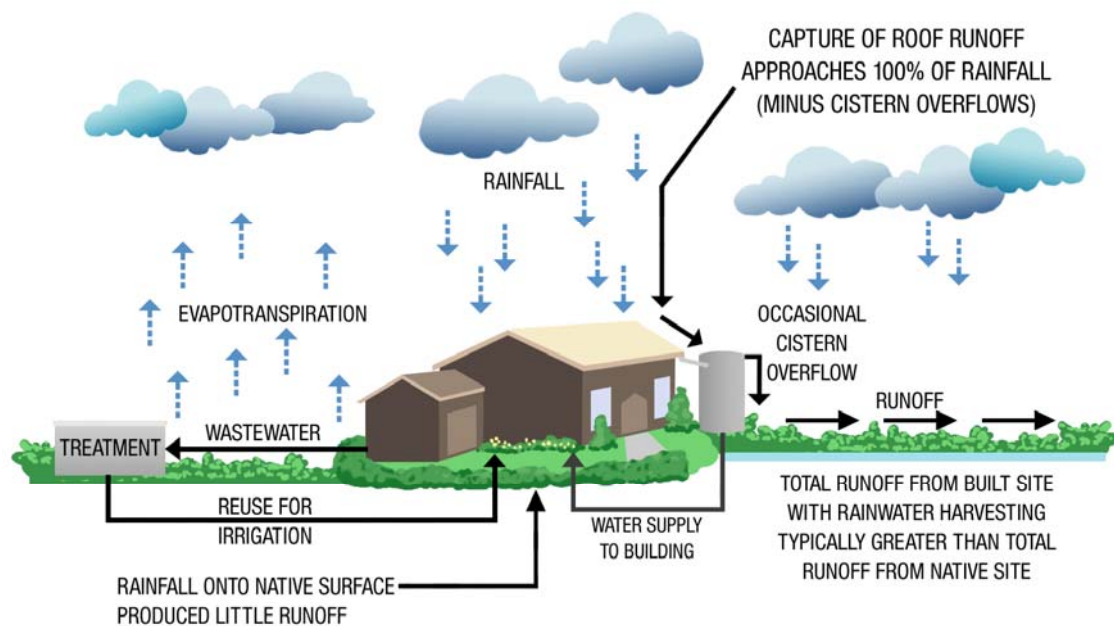 CAPTURE OF ROOF RUNOFF
APPROACHES 100% OF RAINFALL
(MINUS CISTERN OVERFLOWS)
RAINFALL
EVAPOTRANSPIRATION
OCCASIONAL
CISTERN
OVERFLOW
RUNOFF
WASTEWATER
TREATMENT
REUSE FOR
IRRIGATION
WATER SUPPLY
TO BUILDING
TOTAL RUNOFF FROM BUILT SITE
WITH RAINWATER HARVESTING
TYPICALLY GREATER THAN TOTAL
RUNOFF FROM NATIVE SITE
RAINFALL ONTO NATIVE SURFACE
PRODUCED LITTLE RUNOFF